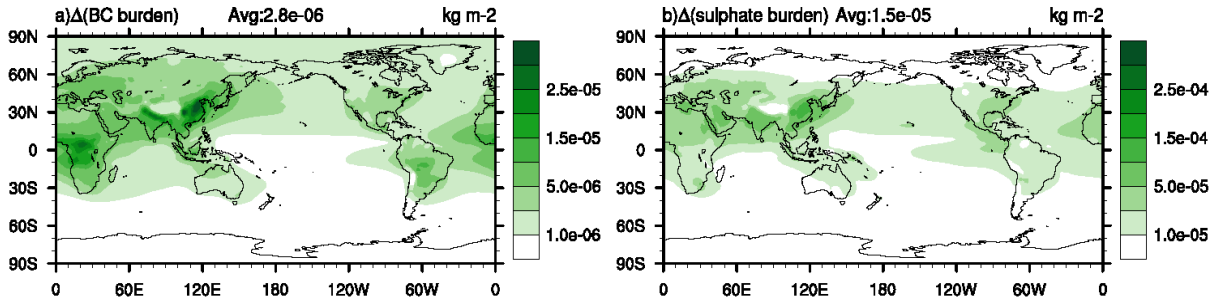 a)Δ(BC burden) Avg:2.8e-06 kg m-2
90N
60N
30N
0
30S
60S
90S
0 60E 120E 180 120W 60W 0
2.5e-05
1.5e-05
5.0e-06
1.0e-06
b)Δ(sulphate burden) Avg:1.5e-05 kg m-2
90N
60N
30N
0
30S
60S
90S
0 60E 120E 180 120W 60W 0
2.5e-04
1.5e-04
5.0e-05
1.0e-05